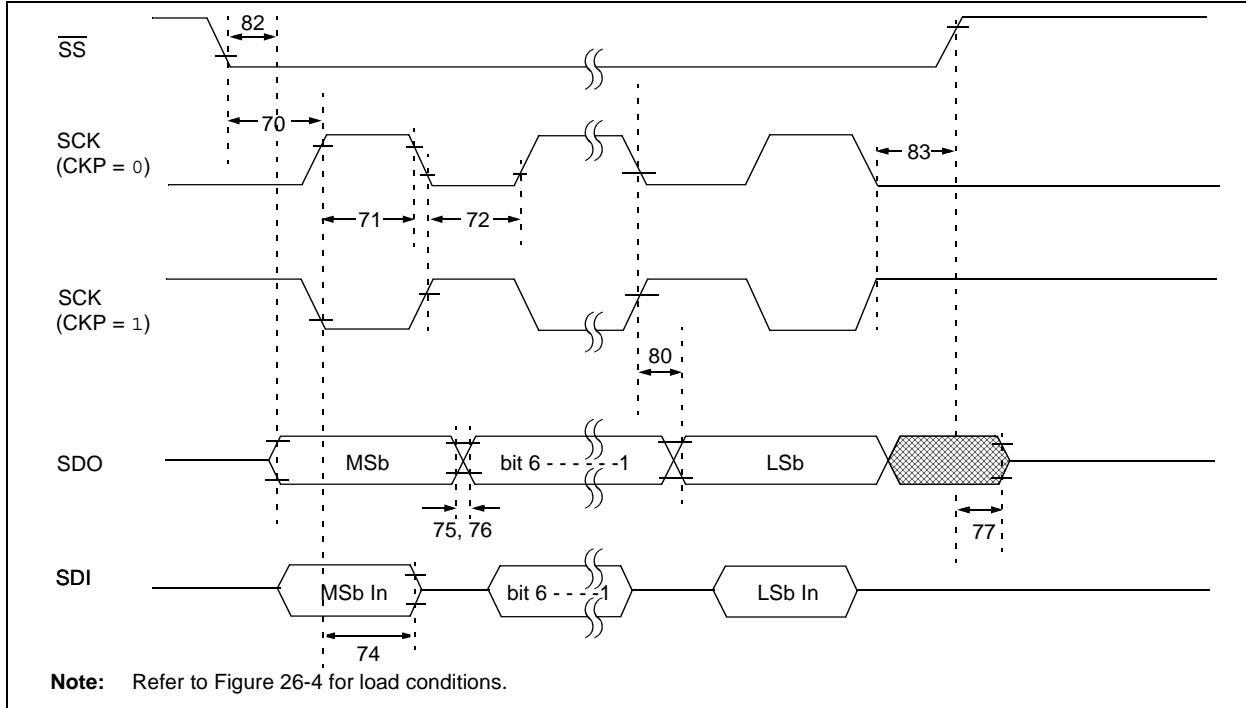 82
SS
70
SCK
(CKP = 0)
83
71
72
SCK
(CKP = 1)
80
SDO
MSb
bit 6 - - - - - -1
LSb
75, 76
77
SDI
MSb In
bit 6 - - - -1
LSb In
74
Note: Refer to Figure 26-4 for load conditions.